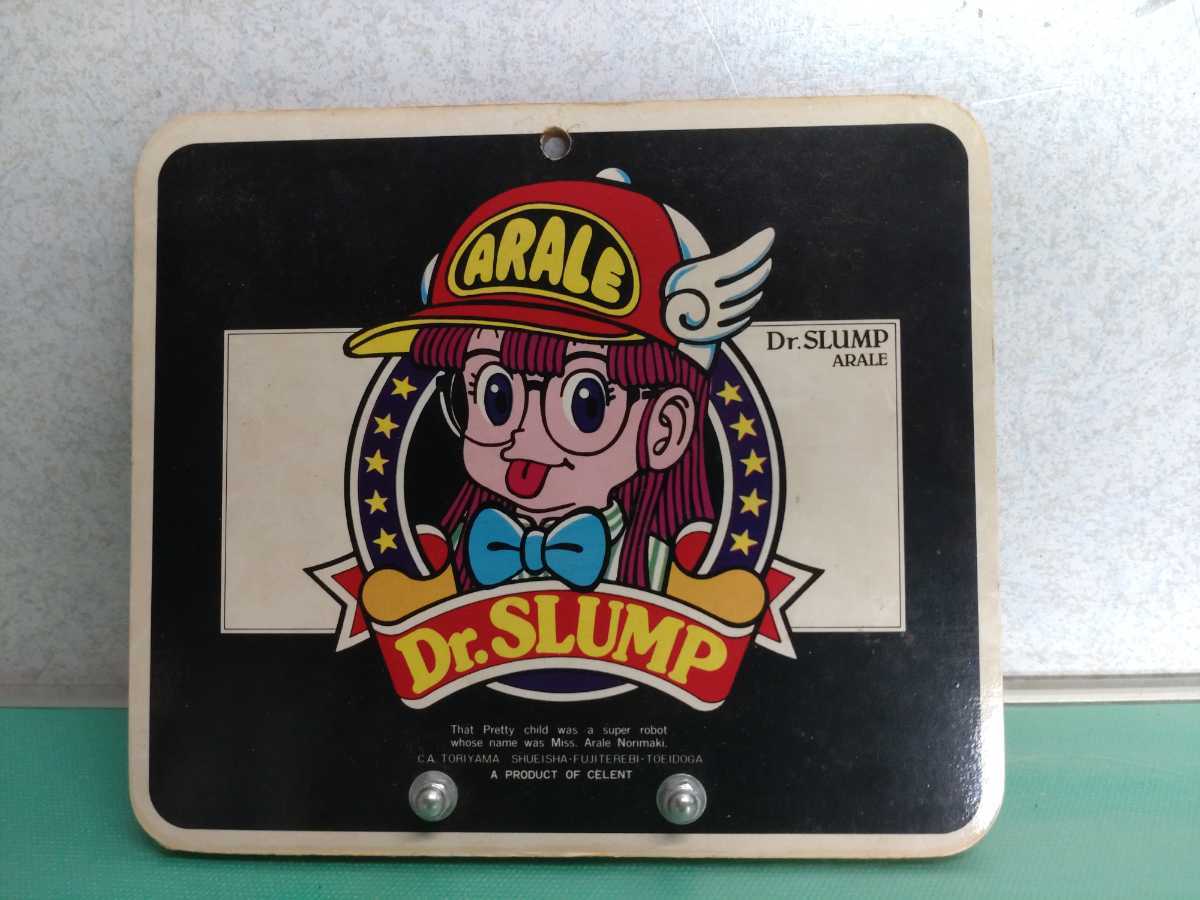 ARALE
Dr.SLUMP
ARALE
Dr.SLUMP
That Pretty child was a super robot
whose name was Miss. Arale Norimaki.
C.A. TORIYAMA SHUEISHA·FUJITEREBI·TOEIDOGA
A PRODUCT OF CELENT